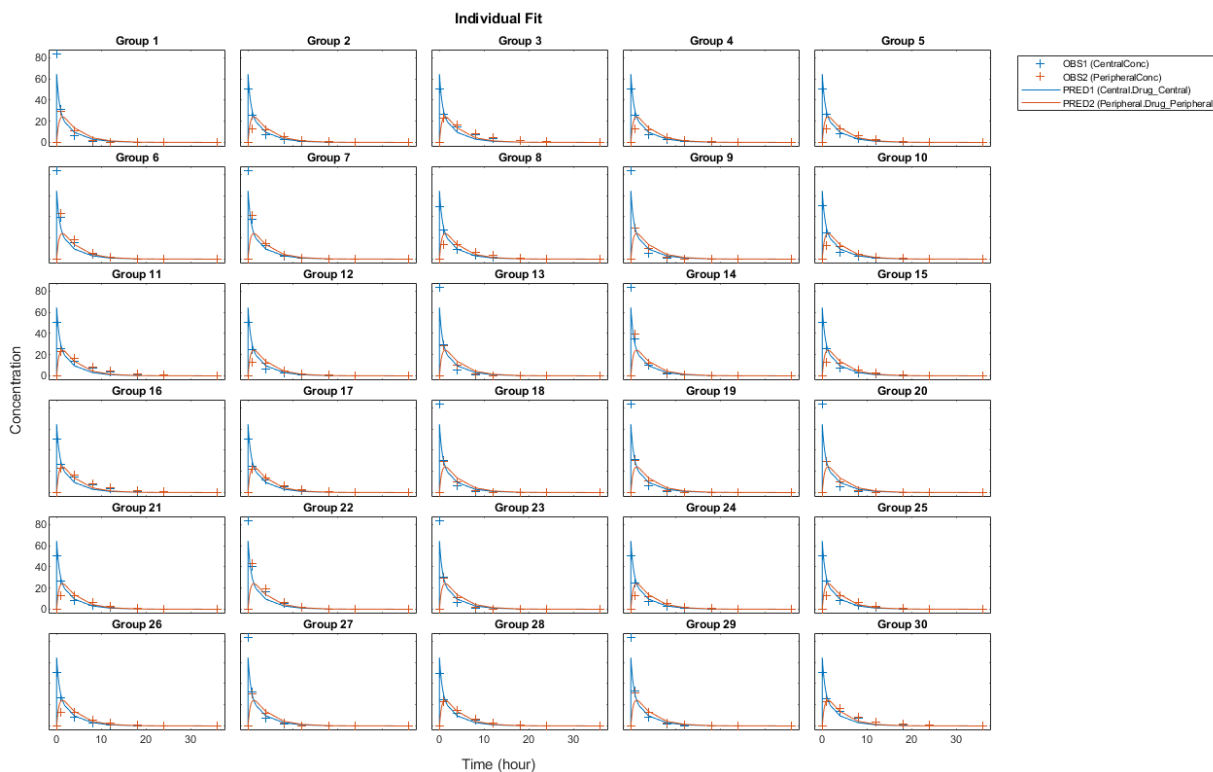 Individual Fit
Group 1
Group 2
Group 3
Group 4
Group 5
80
60
40
20
0
OBS1 (CentralConc)
OBS2 (PeripheralConc)
PRED1 (Central.Drug_Central)
PRED2 (Peripheral.Drug_Peripheral)
Group 6
Group 7
Group 8
Group 9
Group 10
Group 11
Group 12
Group 13
Group 14
Group 15
80
60
40
20
0
Concentration
Group 16
Group 17
Group 18
Group 19
Group 20
Group 21
Group 22
Group 23
Group 24
Group 25
80
60
40
20
0
Group 26
Group 27
Group 28
Group 29
Group 30
0 10 20 30
0 10 20 30
0 10 20 30
Time (hour)